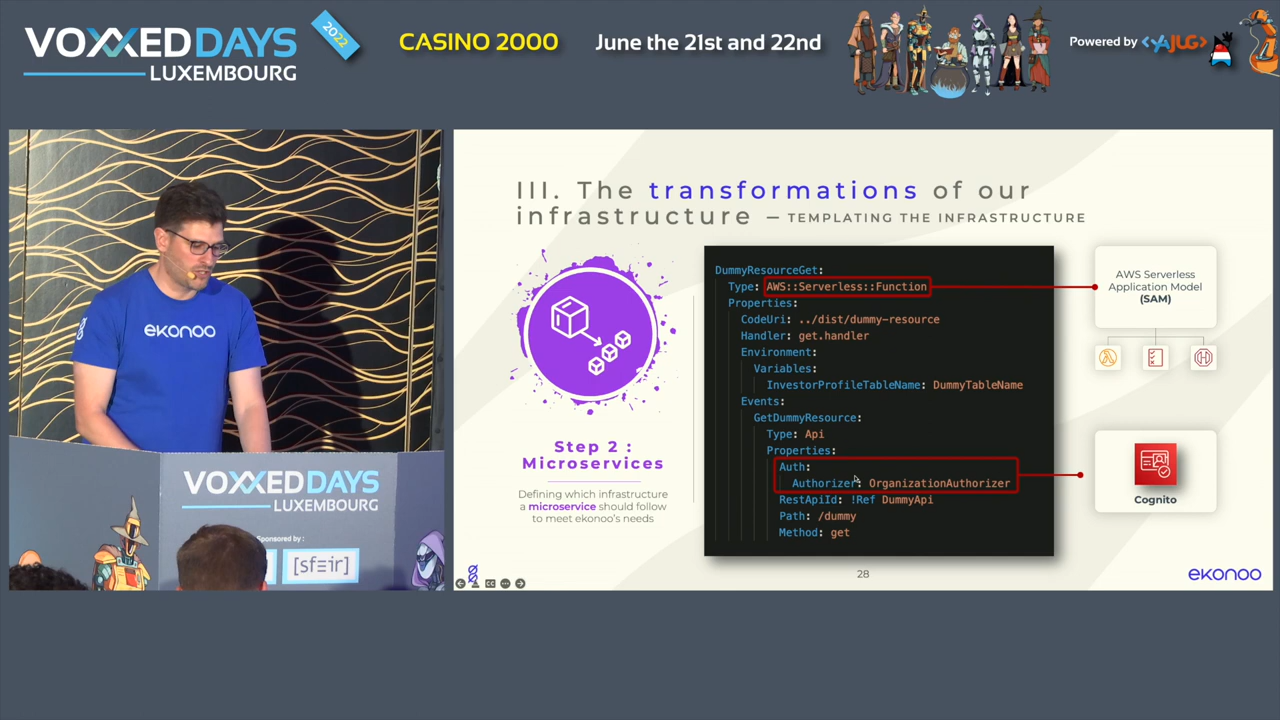 VOXXED DAYS
LUXEMBOURG
2022
CASINO 2000
June the 21st and 22nd
Powered by <YAJUG>
ekonoo
VOXXED DAYS
LUXEMBOURG
Sponsored by :
[sfeir]
III. The transformations of our
infrastructure — TEMPLATING THE INFRASTRUCTURE
Step 2 :
Microservices
Defining which infrastructure
a microservice should follow
to meet ekonoo's needs
DummyResourceGet:
Type: AWS::Serverless::Function
Properties:
CodeUri: ../dist/dummy-resource
Handler: get.handler
Environment:
Variables:
InvestorProfileTableName: DummyTableName
Events:
GetDummyResource:
Type: Api
Properties:
Auth:
Authorizer: OrganizationAuthorizer
RestApiId: !Ref DummyApi
Path: /dummy
Method: get
AWS Serverless
Application Model
(SAM)
Cognito
28
ekonoo